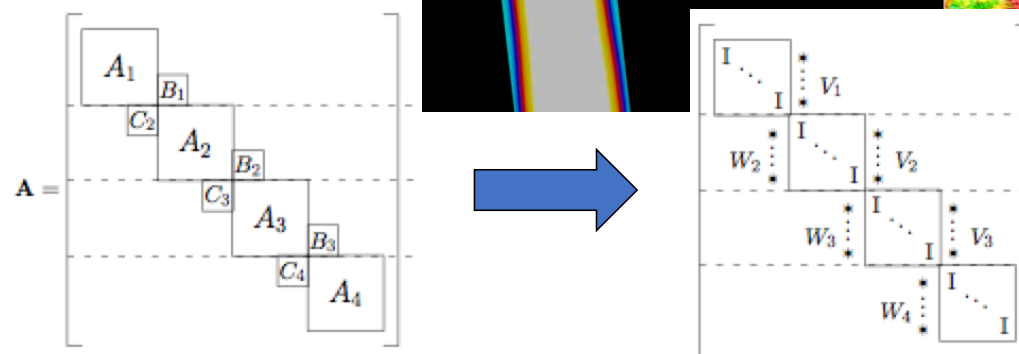 A =
A₁
B₁
C₂
A₂
B₂
C₃
A₃
B₃
C₄
A₄
I
I
V₁
W₂
I
I
V₂
W₃
I
I
V₃
W₄
I
I